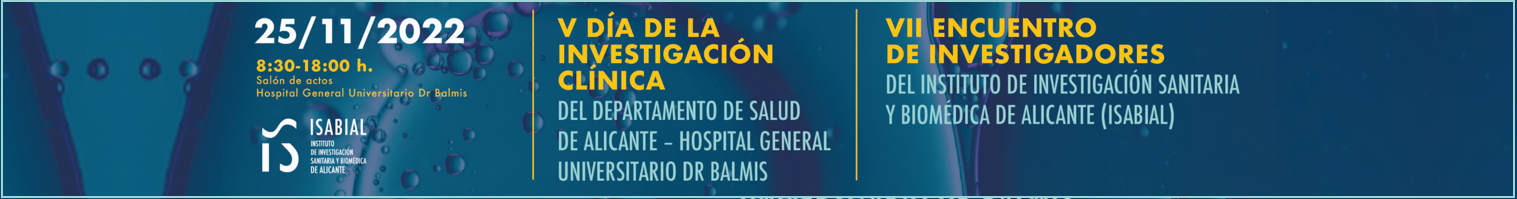 25/11/2022
8:30-18:00 h.
Salón de actos
Hospital General Universitario Dr Balmis
ISABIAL
INSTITUTO
DE INVESTIGACIÓN
SANITARIA Y BIOMÉDICA
DE ALICANTE
V DÍA DE LA
INVESTIGACIÓN
CLÍNICA
DEL DEPARTAMENTO DE SALUD
DE ALICANTE – HOSPITAL GENERAL
UNIVERSITARIO DR BALMIS
VII ENCUENTRO
DE INVESTIGADORES
DEL INSTITUTO DE INVESTIGACIÓN SANITARIA
Y BIOMÉDICA DE ALICANTE (ISABIAL)